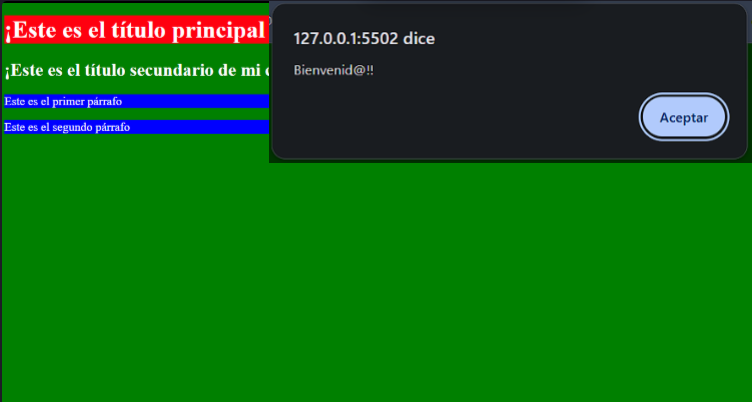 ¡Este es el título principal
¡Este es el título secundario de mi
Este es el primer párrafo
Este es el segundo párrafo
127.0.0.1:5502 dice
Bienvenid@!!
Aceptar